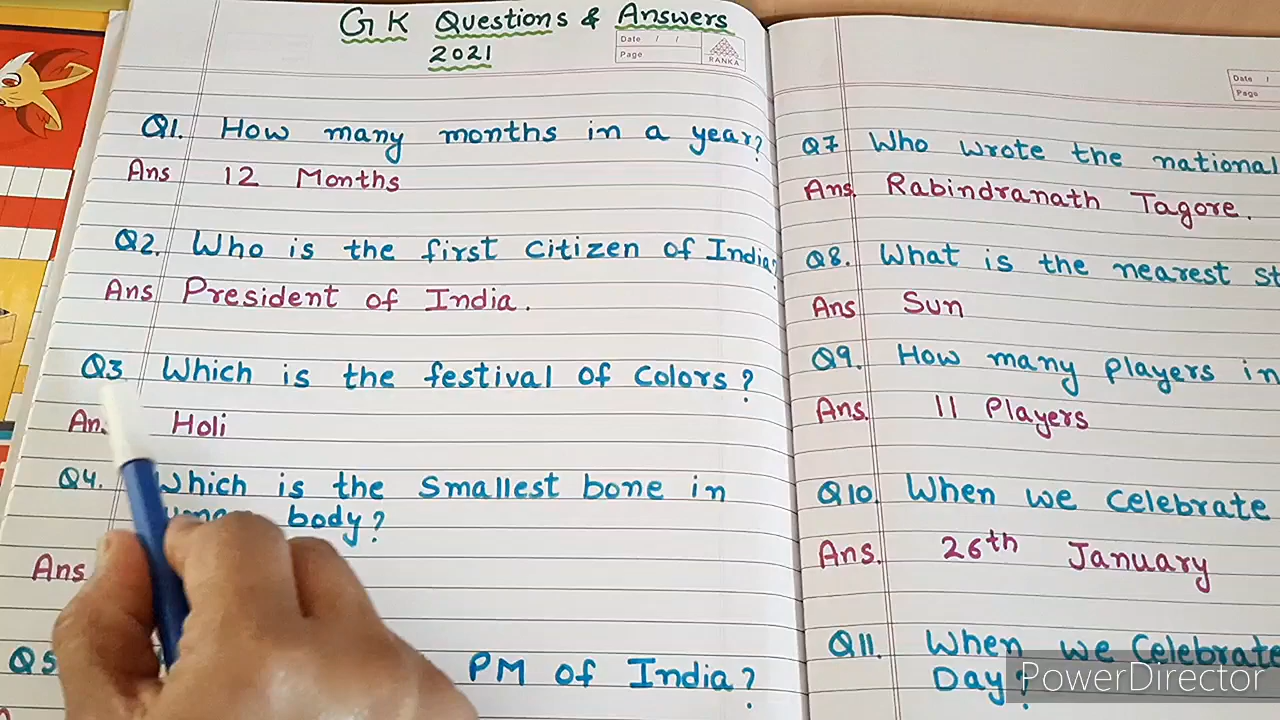 GK Questions & Answers
2021
Date / /
Page
RANKA
Q1. How many months in a year?
Ans 12 Months
Q2. Who is the first citizen of India?
Ans President of India.
Q3 Which is the festival of colors?
Ans Holi
Q4. Which is the smallest bone in
body?
Ans
Q5 PM of India?
Date /
Page
Q7 Who wrote the national
Ans. Rabindranath Tagore.
Q8. What is the nearest st
Ans Sun
Q9. How many players in
Ans. 11 Players
Q10. When we celebrate
Ans. 26th January
Q11. When we celebrate
Day?
PowerDirector